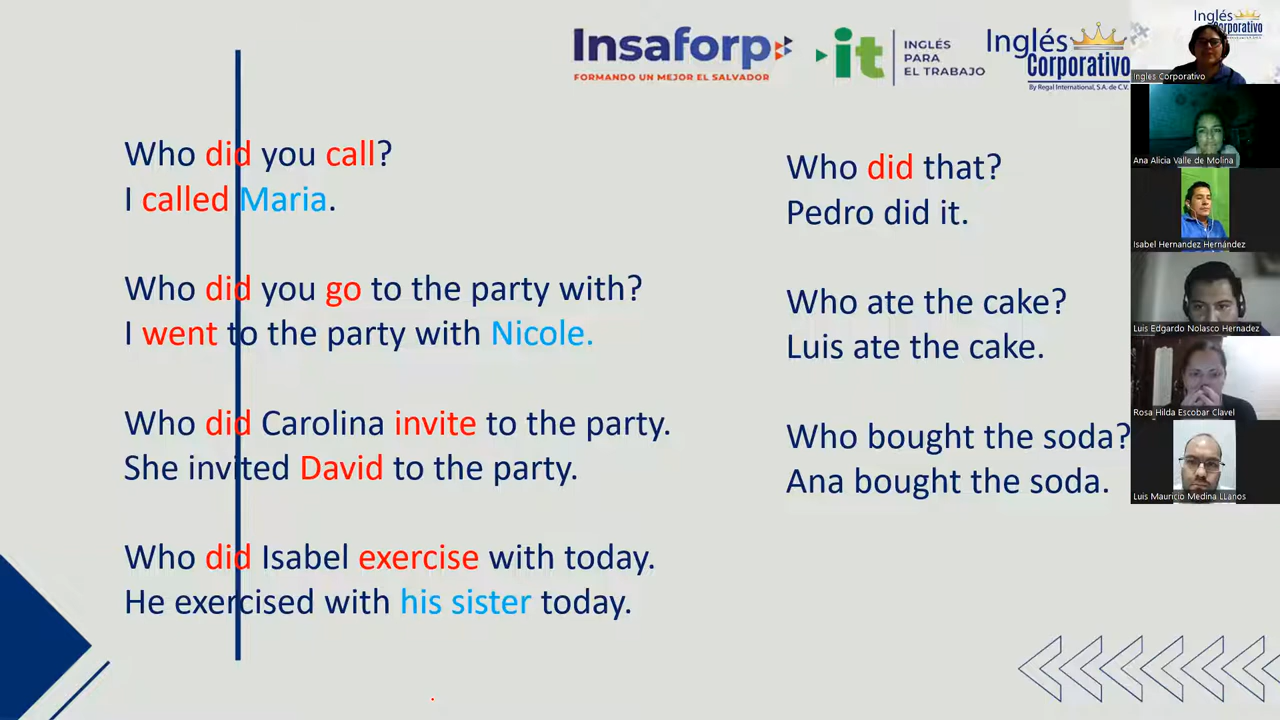 Insaforp
FORMANDO UN MEJOR EL SALVADOR
it
INGLÉS
PARA
EL TRABAJO
Inglés
Corporativo
By Regal International, S.A. de C.V.
Who did you call?
I called Maria.
Who did you go to the party with?
I went to the party with Nicole.
Who did Carolina invite to the party.
She invited David to the party.
Who did Isabel exercise with today.
He exercised with his sister today.
Who did that?
Pedro did it.
Who ate the cake?
Luis ate the cake.
Who bought the soda?
Ana bought the soda.
Inglés
Corporativo
Ingles Corporativo
Ana Alicia Valle de Molina
Isabel Hernandez Hernández
Luis Edgardo Nolasco Hernadez
Rosa Hilda Escobar Clavel
Luis Mauricio Medina LLanos